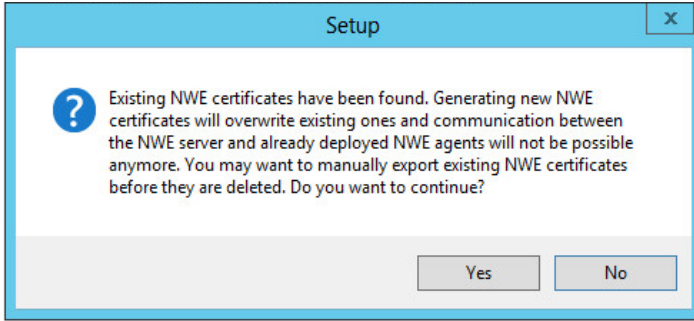 Setup
x
?
Existing NWE certificates have been found. Generating new NWE
certificates will overwrite existing ones and communication between
the NWE server and already deployed NWE agents will not be possible
anymore. You may want to manually export existing NWE certificates
before they are deleted. Do you want to continue?
Yes
No